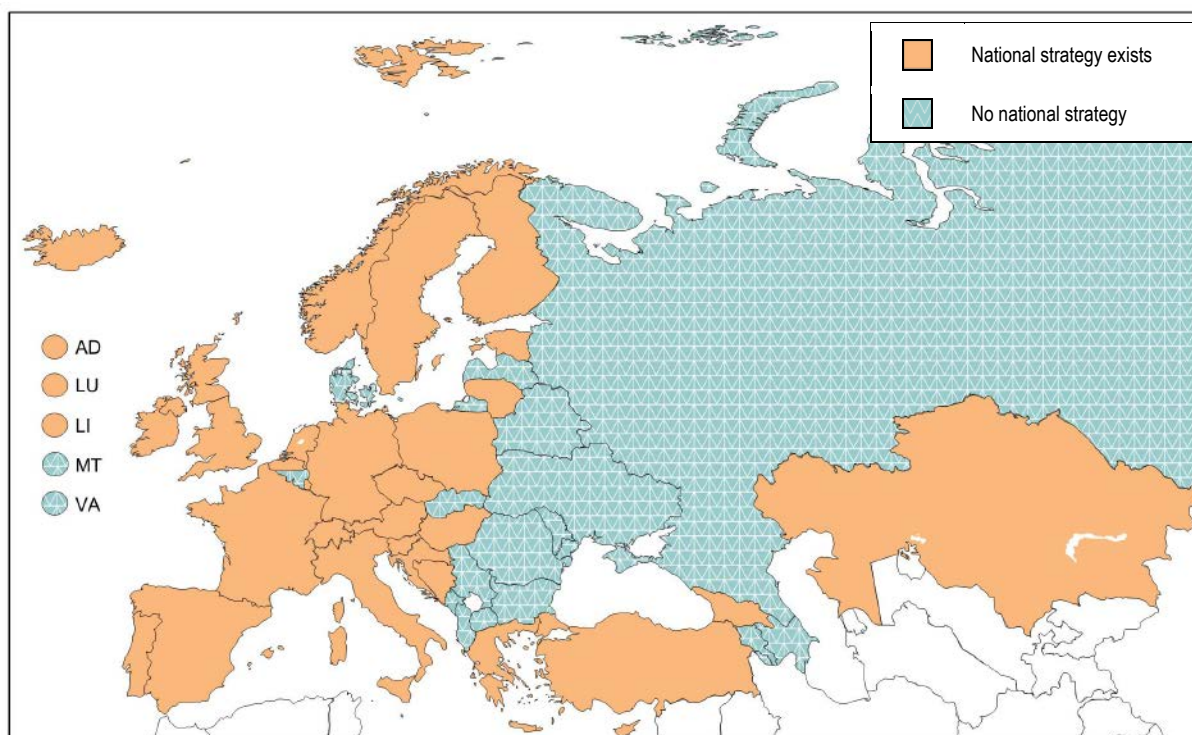 National strategy exists
No national strategy
AD
LU
LI
MT
VA